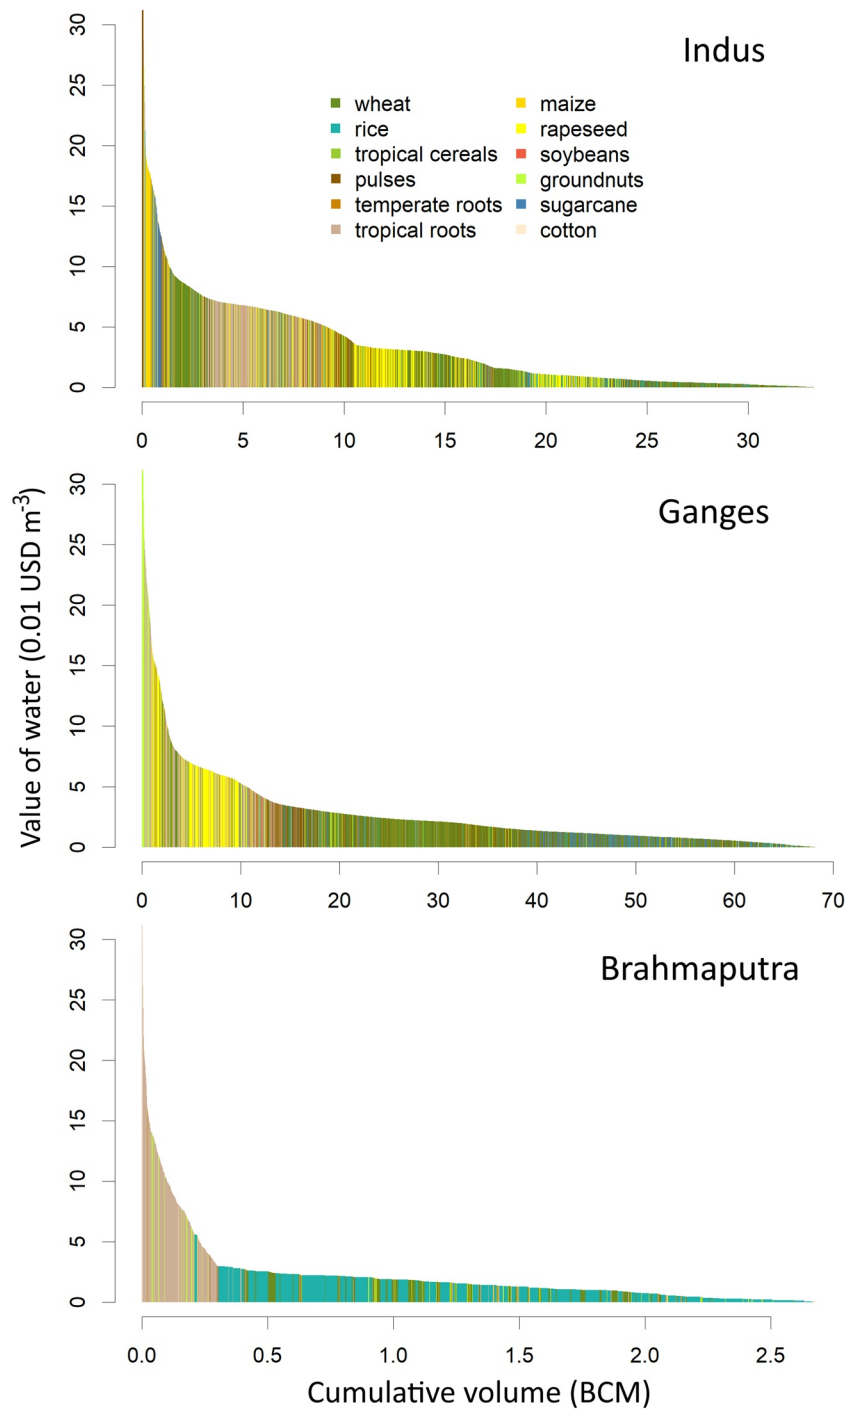 Indus
30
25
20
15
10
5
0
wheat
rice
tropical cereals
pulses
temperate roots
tropical roots
maize
rapeseed
soybeans
groundnuts
sugarcane
cotton
0 5 10 15 20 25 30
Value of water (0.01 USD m⁻³)
Ganges
30
25
20
15
10
5
0
0 10 20 30 40 50 60 70
Brahmaputra
30
25
20
15
10
5
0
0.0 0.5 1.0 1.5 2.0 2.5
Cumulative volume (BCM)